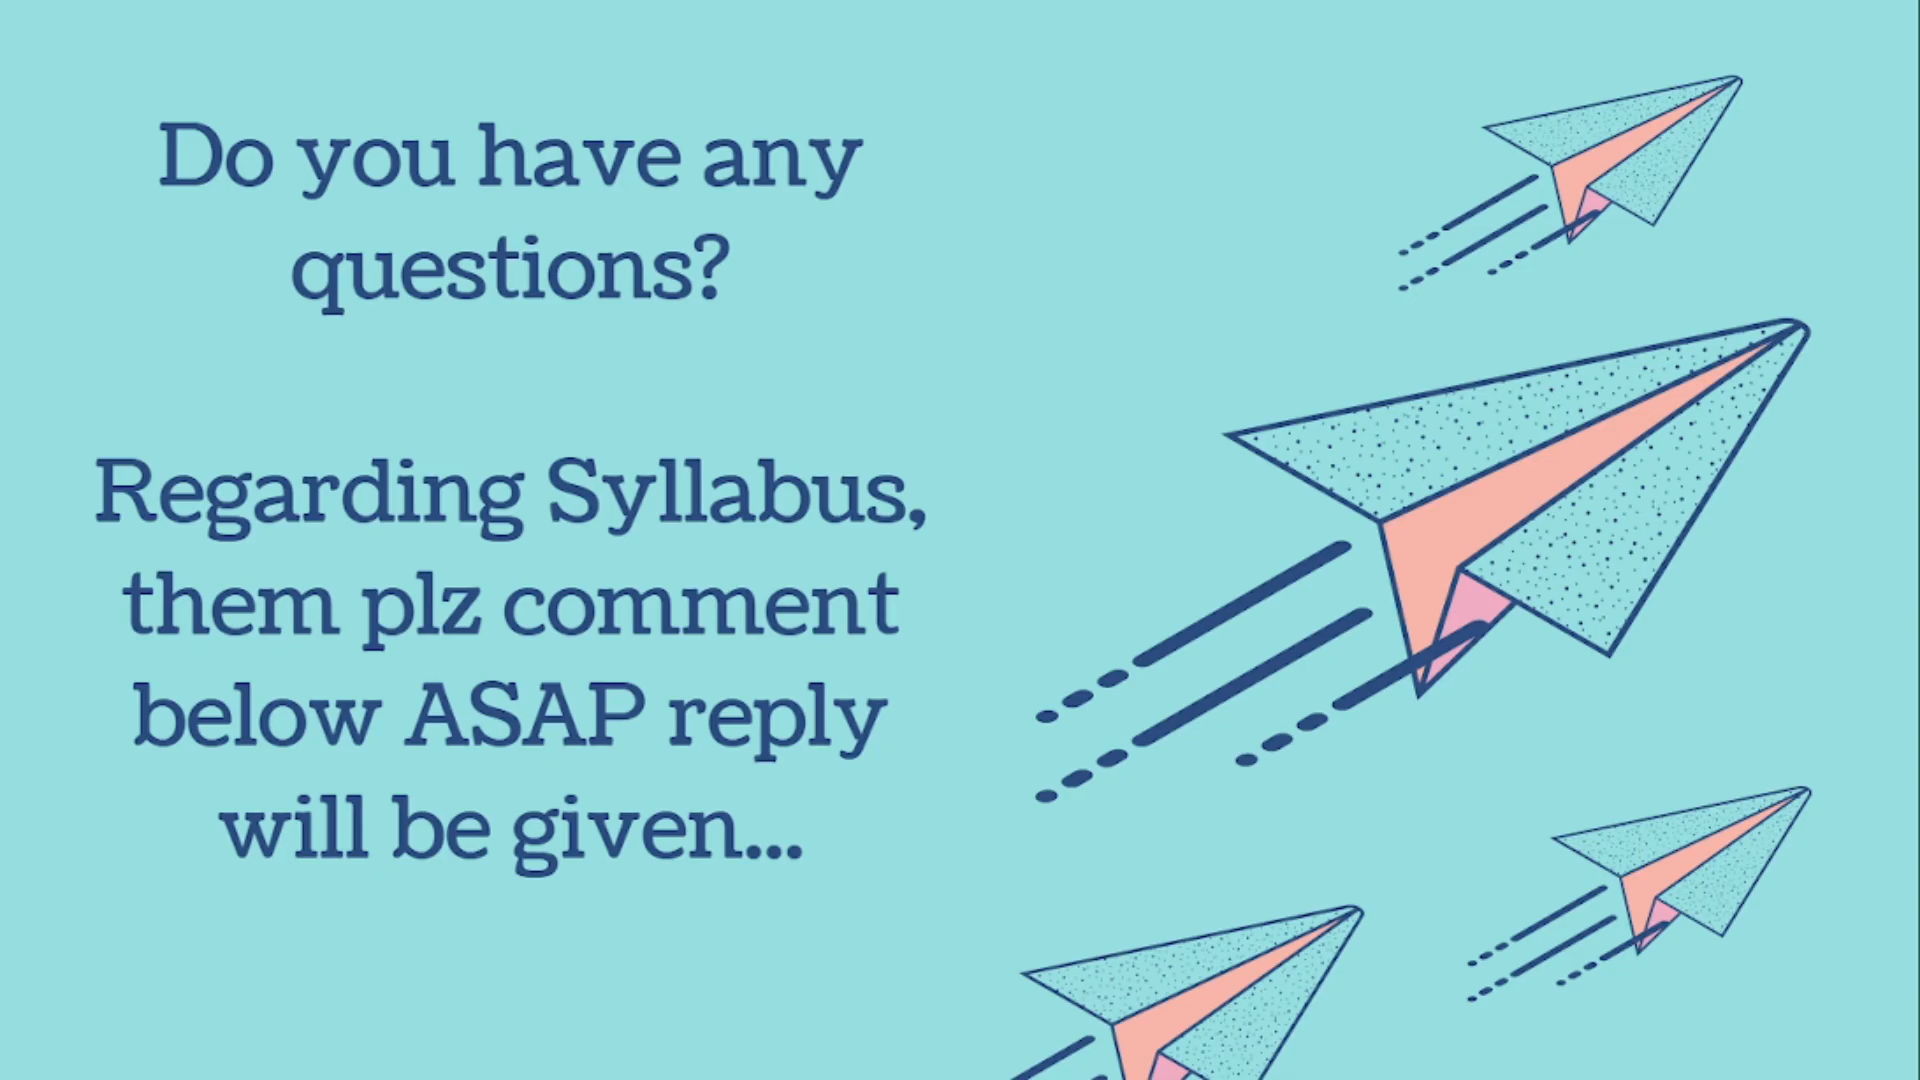 Do you have any
questions?
Regarding Syllabus,
them plz comment
below ASAP reply
will be given...